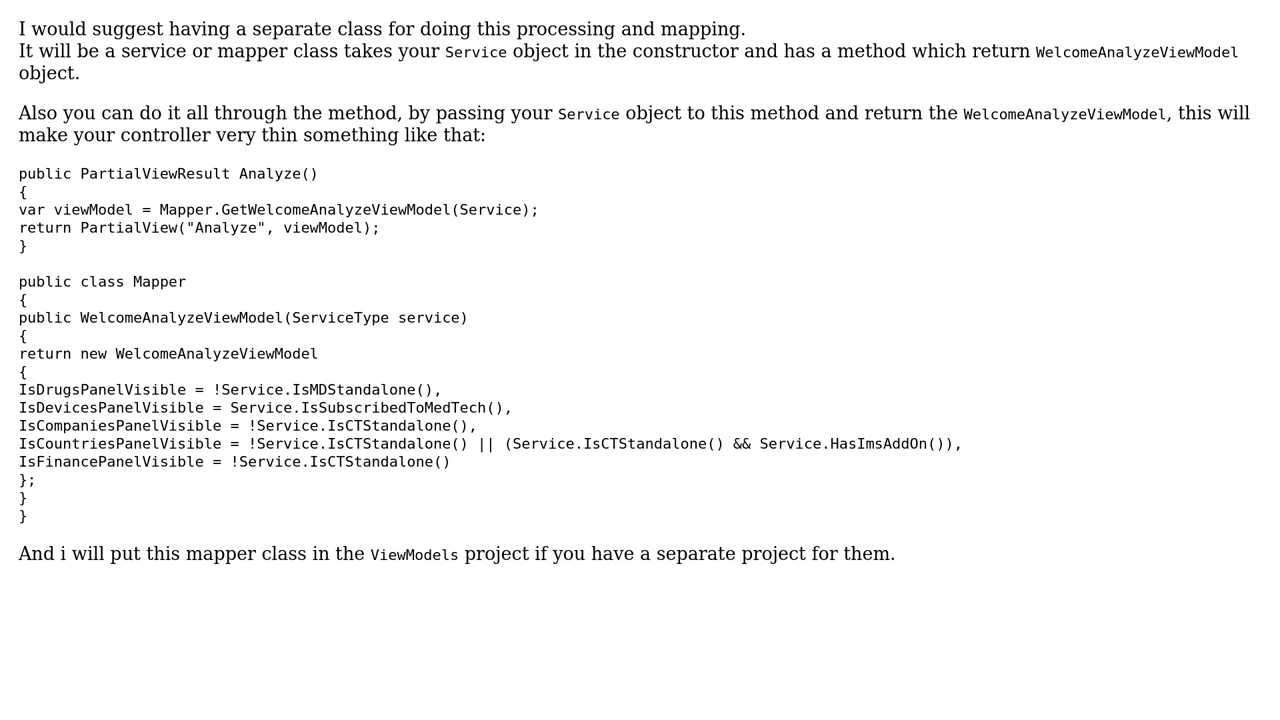 I would suggest having a separate class for doing this processing and mapping.
It will be a service or mapper class takes your Service object in the constructor and has a method which return WelcomeAnalyzeViewModel
object.
Also you can do it all through the method, by passing your Service object to this method and return the WelcomeAnalyzeViewModel, this will
make your controller very thin something like that:
public PartialViewResult Analyze()
{
var viewModel = Mapper.GetWelcomeAnalyzeViewModel(Service);
return PartialView("Analyze", viewModel);
}
public class Mapper
{
public WelcomeAnalyzeViewModel(ServiceType service)
{
return new WelcomeAnalyzeViewModel
{
IsDrugsPanelVisible = !Service.IsMDStandalone(),
IsDevicesPanelVisible = Service.IsSubscribedToMedTech(),
IsCompaniesPanelVisible = !Service.IsCTStandalone(),
IsCountriesPanelVisible = !Service.IsCTStandalone() || (Service.IsCTStandalone() && Service.HasImsAddOn()),
IsFinancePanelVisible = !Service.IsCTStandalone()
};
}
}
And i will put this mapper class in the ViewModels project if you have a separate project for them.